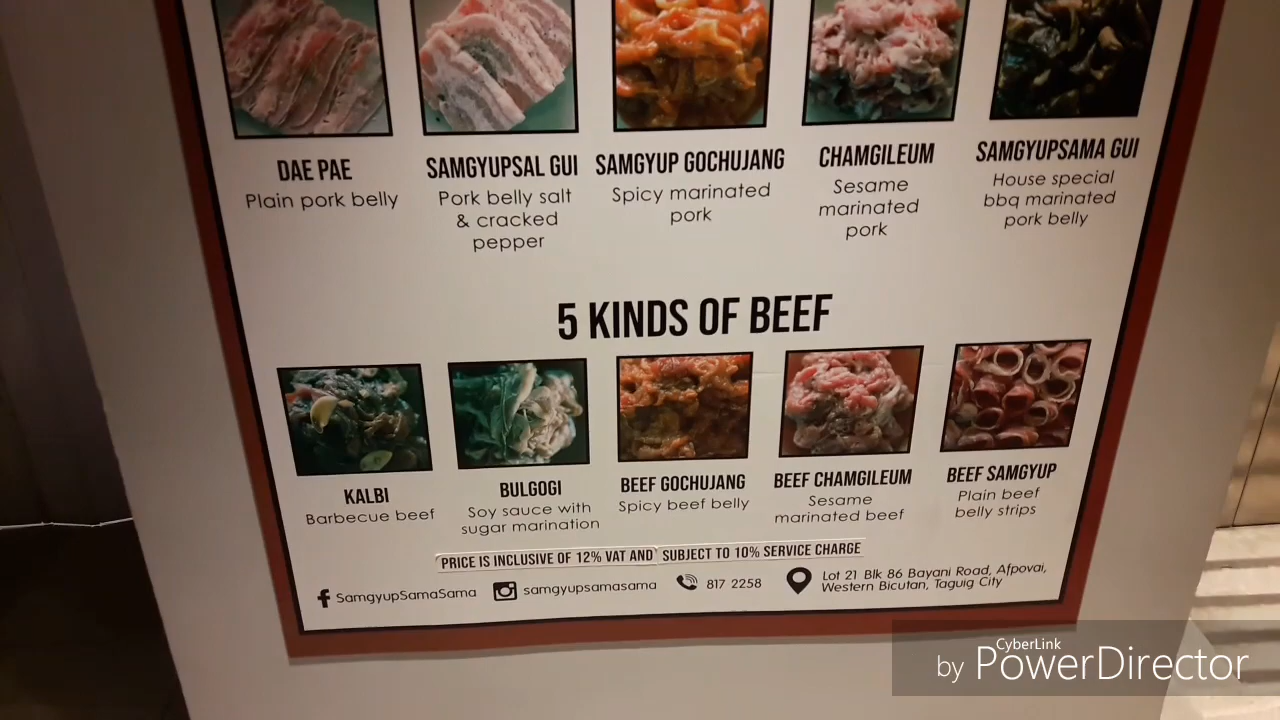 DAE PAE
Plain pork belly
SAMGYUPSAL GUI
Pork belly salt
& cracked
pepper
SAMGYUP GOCHUJANG
Spicy marinated
pork
CHAMGILEUM
Sesame
marinated
pork
SAMGYUPSAMA GUI
House special
bbq marinated
pork belly
5 KINDS OF BEEF
KALBI
Barbecue beef
BULGOGI
Soy sauce with
sugar marination
BEEF GOCHUJANG
Spicy beef belly
BEEF CHAMGILEUM
Sesame
marinated beef
BEEF SAMGYUP
Plain beef
belly strips
PRICE IS INCLUSIVE OF 12% VAT AND SUBJECT TO 10% SERVICE CHARGE
SamgyupSamaSama
samgyupsamasama
817 2258
Lot 21 Blk 86 Bayani Road, Afpovai,
Western Bicutan, Taguig City
CyberLink
by PowerDirector